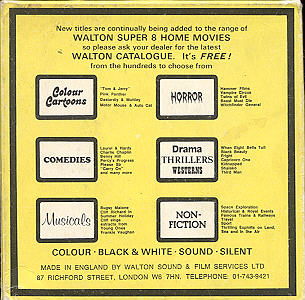 New titles are continually being added to the range of
WALTON SUPER 8 HOME MOVIES
so please ask your dealer for the latest
WALTON CATALOGUE. It's FREE!
from the hundreds to choose from
Colour
Cartoons
"Tom & Jerry"
Pink Panther
Dastardly & Muttley
Motor Mouse & Auto Cat
HORROR
Hammer Films
Vampire Circus
Twins of Evil
Beast Must Die
Witchfinder General
COMEDIES
Laurel & Hardy
Charlie Chaplin
Benny Hill
Percy's Progress
Please Sir
"Carry On"
and many more
Drama
THRILLERS
WESTERNS
When Eight Bells Toll
Black Beauty
Capricorn One
Kidnapped
Shalako
Third Man
Musicals
Bugsy Malone
Cliff Richard in
Summer Holiday
Cliff sings
extracts from
Young Ones
Frankie Vaughan
NON-
FICTION
Space Exploration
Historical & Royal Events
Famous Trains & Railways
Travel
Sport
Thrilling Exploits on Land,
Sea and in the Air
COLOUR · BLACK & WHITE · SOUND · SILENT
MADE IN ENGLAND BY WALTON SOUND & FILM SERVICES LTD
87 RICHFORD STREET, LONDON W6 7HN. TELEPHONE 01-743-9421